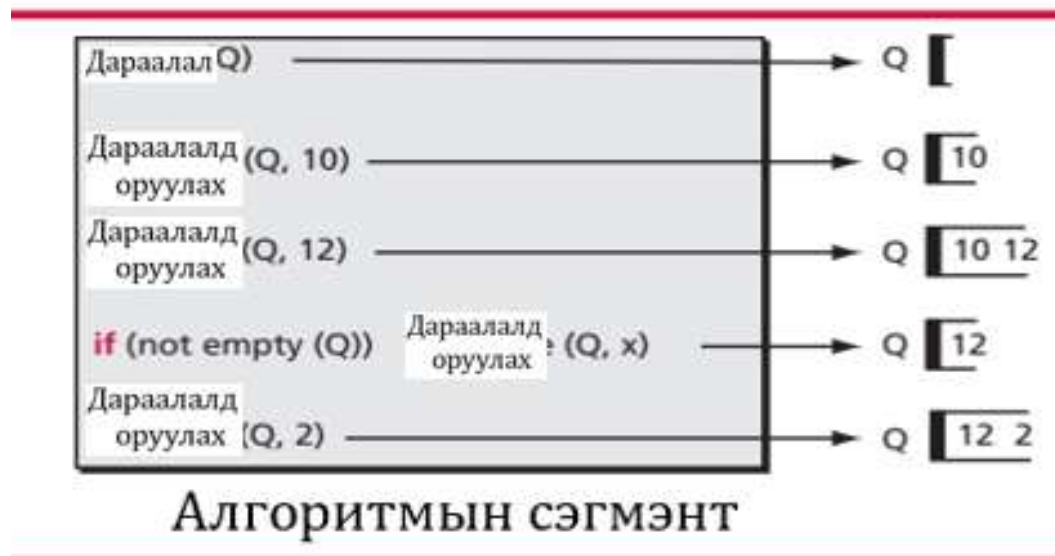 Дараалал Q) Q
Дараалалд (Q, 10) Q 10
оруулах
Дараалалд (Q, 12) Q 10 12
оруулах
if (not empty (Q)) Дараалалд e (Q, x) Q 12
оруулах
Дараалалд
оруулах (Q, 2) Q 12 2
Алгоритмын сэгмэнт